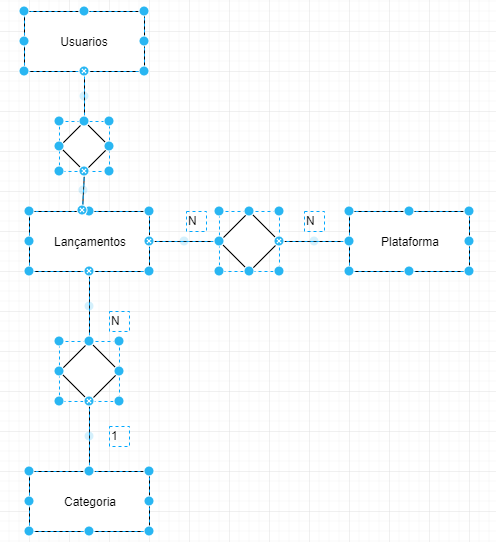 Usuarios
Lançamentos
N
N
Plataforma
N
1
Categoria